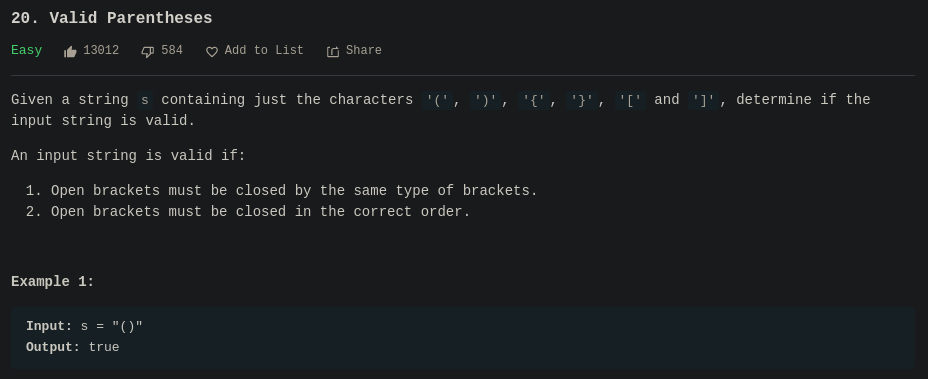 20. Valid Parentheses
Easy 13012 584 Add to List Share
Given a string s containing just the characters '(', ')', '{', '}', '[' and ']', determine if the
input string is valid.
An input string is valid if:
1. Open brackets must be closed by the same type of brackets.
2. Open brackets must be closed in the correct order.
Example 1:
Input: s = "()"
Output: true